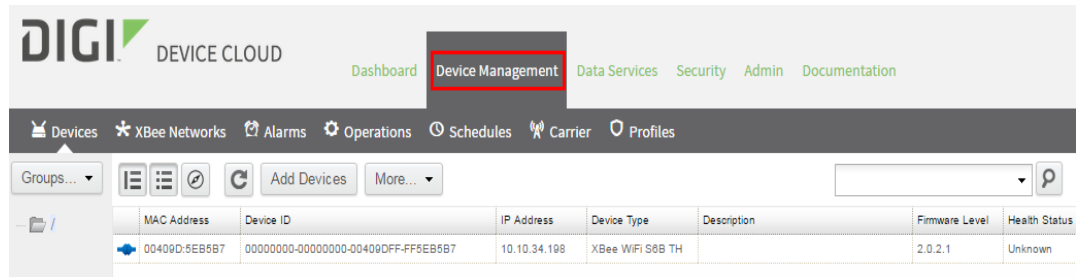 DIGI DEVICE CLOUD
Dashboard Device Management Data Services Security Admin Documentation
Devices XBee Networks Alarms Operations Schedules Carrier Profiles
Groups... Add Devices More...
/ MAC Address Device ID IP Address Device Type Description Firmware Level Health Status
00409D:5EB5B7 00000000-00000000-00409DFF-FF5EB5B7 10.10.34.198 XBee WiFi S6B TH 2.0.2.1 Unknown